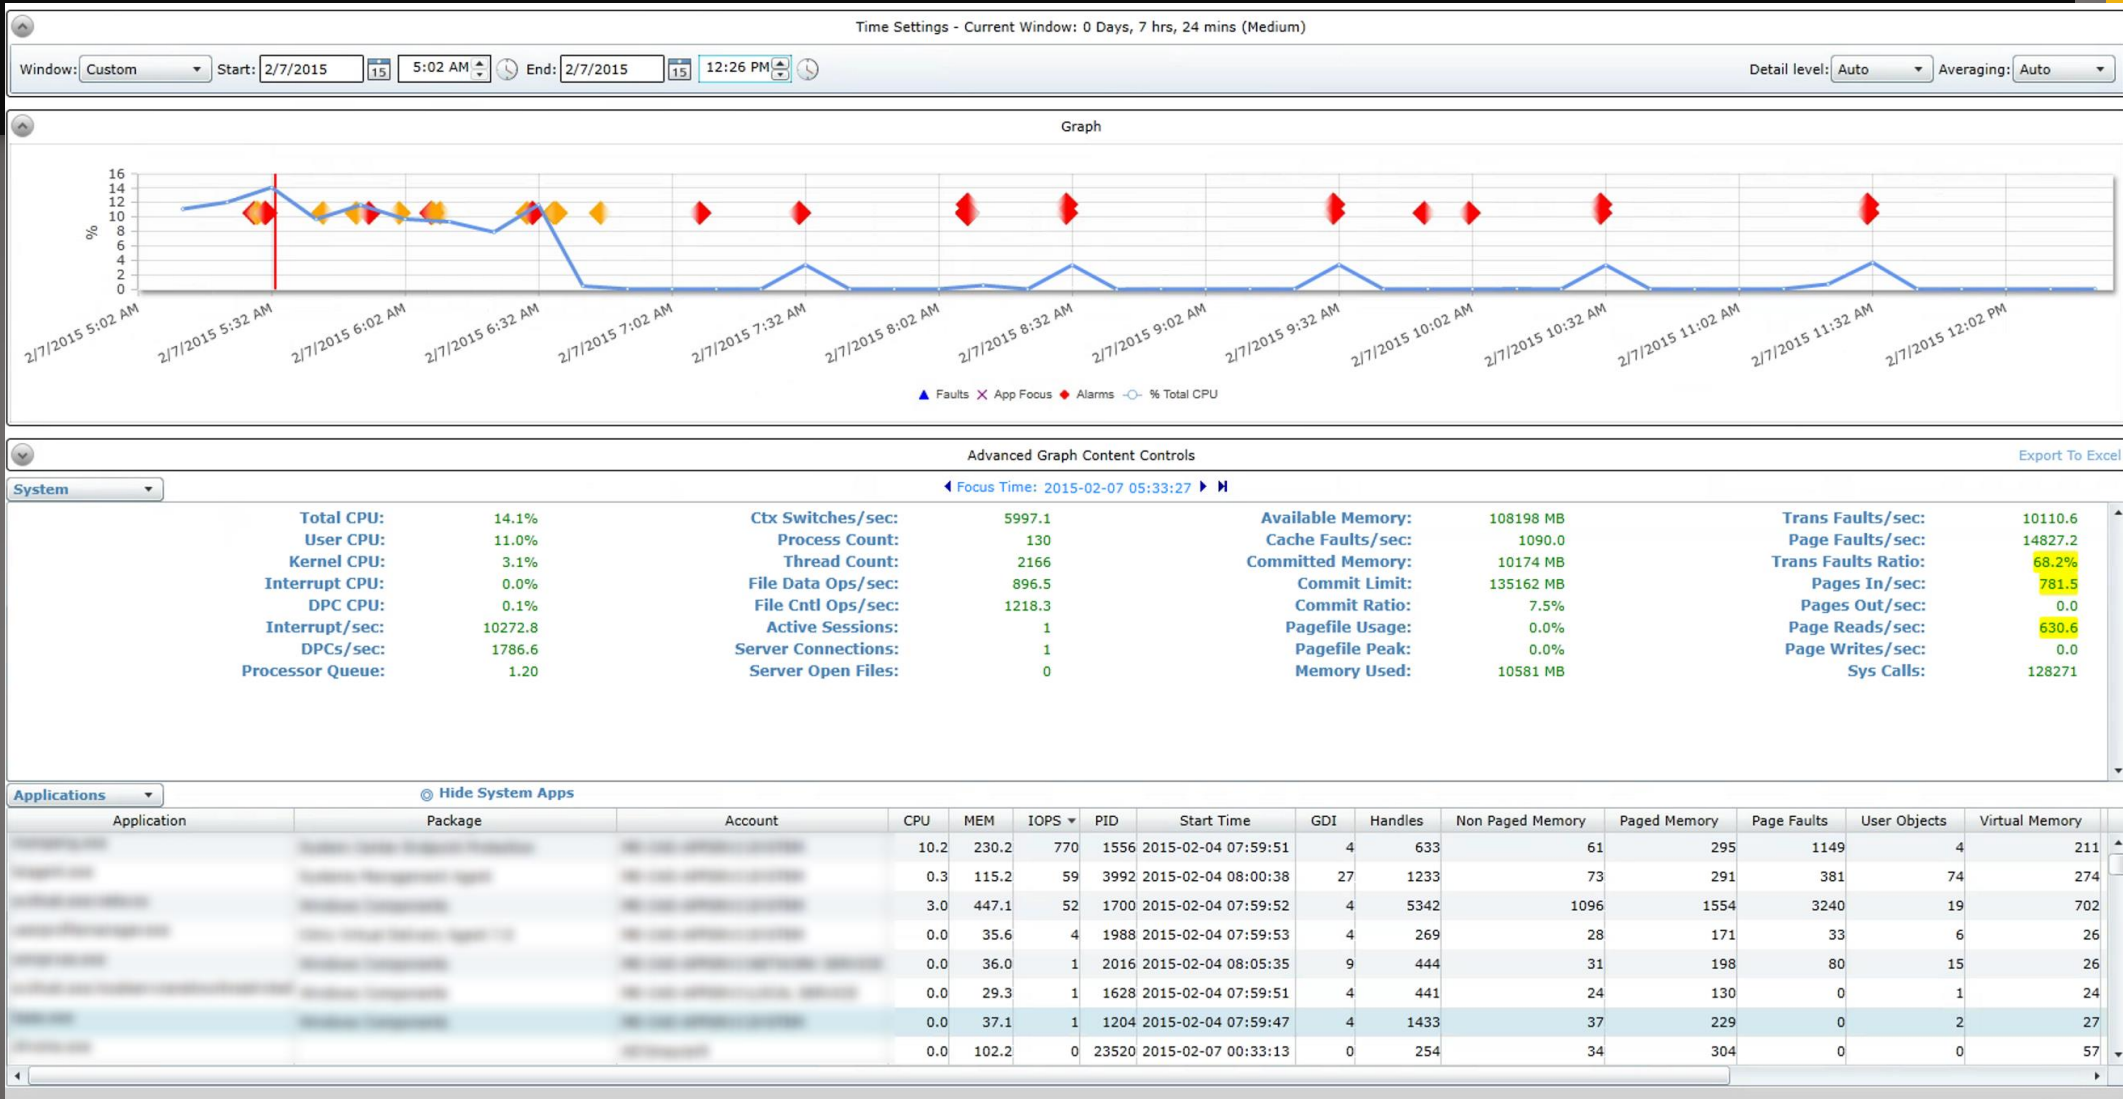 Time Settings - Current Window: 0 Days, 7 hrs, 24 mins (Medium)
Window: Custom Start: 2/7/2015 15 5:02 AM End: 2/7/2015 15 12:26 PM Detail level: Auto Averaging: Auto
Graph
16
14
12
10
8
6
4
2
0
%
2/7/2015 5:02 AM 2/7/2015 5:32 AM 2/7/2015 6:02 AM 2/7/2015 6:32 AM 2/7/2015 7:02 AM 2/7/2015 7:32 AM 2/7/2015 8:02 AM 2/7/2015 8:32 AM 2/7/2015 9:02 AM 2/7/2015 9:32 AM 2/7/2015 10:02 AM 2/7/2015 10:32 AM 2/7/2015 11:02 AM 2/7/2015 11:32 AM 2/7/2015 12:02 PM
Faults App Focus Alarms % Total CPU
Advanced Graph Content Controls Export To Excel
System Focus Time: 2015-02-07 05:33:27
Total CPU: 14.1% Ctx Switches/sec: 5997.1 Available Memory: 108198 MB Trans Faults/sec: 10110.6
User CPU: 11.0% Process Count: 130 Cache Faults/sec: 1090.0 Page Faults/sec: 14827.2
Kernel CPU: 3.1% Thread Count: 2166 Committed Memory: 10174 MB Trans Faults Ratio: 68.2%
Interrupt CPU: 0.0% File Data Ops/sec: 896.5 Commit Limit: 135162 MB Pages In/sec: 781.5
DPC CPU: 0.1% File Cntl Ops/sec: 1218.3 Commit Ratio: 7.5% Pages Out/sec: 0.0
Interrupt/sec: 10272.8 Active Sessions: 1 Pagefile Usage: 0.0% Page Reads/sec: 630.6
DPCs/sec: 1786.6 Server Connections: 1 Pagefile Peak: 0.0% Page Writes/sec: 0.0
Processor Queue: 1.20 Server Open Files: 0 Memory Used: 10581 MB Sys Calls: 128271
Applications Hide System Apps
Application Package Account CPU MEM IOPS PID Start Time GDI Handles Non Paged Memory Paged Memory Page Faults User Objects Virtual Memory
10.2 230.2 770 1556 2015-02-04 07:59:51 4 633 61 295 1149 4 211
0.3 115.2 59 3992 2015-02-04 08:00:38 27 1233 73 291 381 74 274
3.0 447.1 52 1700 2015-02-04 07:59:52 4 5342 1096 1554 3240 19 702
0.0 35.6 4 1988 2015-02-04 07:59:53 4 269 28 171 33 6 26
0.0 36.0 1 2016 2015-02-04 08:05:35 9 444 31 198 80 15 26
0.0 29.3 1 1628 2015-02-04 07:59:51 4 441 24 130 0 1 24
0.0 37.1 1 1204 2015-02-04 07:59:47 4 1433 37 229 0 2 27
0.0 102.2 0 23520 2015-02-07 00:33:13 0 254 34 304 0 0 57